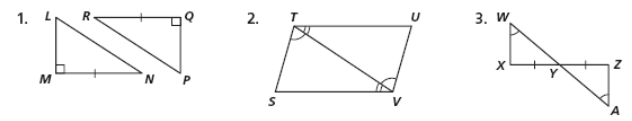 1. L R Q
M N P
2. T U
S V
3. W
X Y Z
A